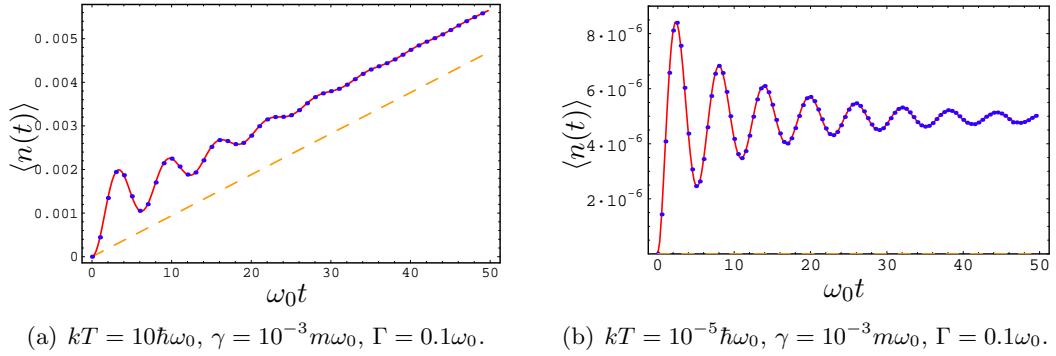 0.005
0.004
0.003
0.002
0.001
0
⟨n(t)⟩
0 10 20 30 40 50
ω₀t
(a) kT = 10ℏω₀, γ = 10⁻³mω₀, Γ = 0.1ω₀.
8·10⁻⁶
6·10⁻⁶
4·10⁻⁶
2·10⁻⁶
⟨n(t)⟩
0 10 20 30 40 50
ω₀t
(b) kT = 10⁻⁵ℏω₀, γ = 10⁻³mω₀, Γ = 0.1ω₀.